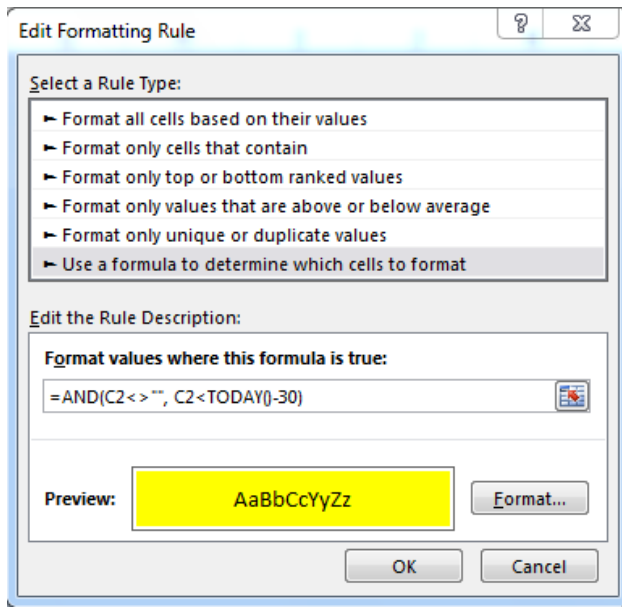 Edit Formatting Rule
Select a Rule Type:
► Format all cells based on their values
► Format only cells that contain
► Format only top or bottom ranked values
► Format only values that are above or below average
► Format only unique or duplicate values
► Use a formula to determine which cells to format
Edit the Rule Description:
Format values where this formula is true:
=AND(C2<>"", C2<TODAY()-30)
Preview: AaBbCcYyZz Format...
OK Cancel